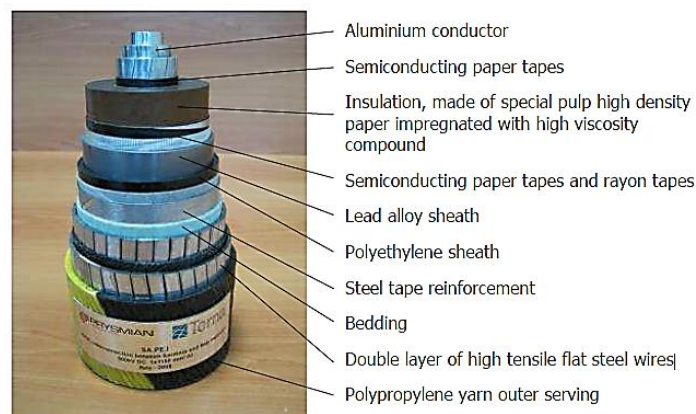 Aluminium conductor
Semiconducting paper tapes
Insulation, made of special pulp high density
paper impregnated with high viscosity
compound
Semiconducting paper tapes and rayon tapes
Lead alloy sheath
Polyethylene sheath
Steel tape reinforcement
Bedding
Double layer of high tensile flat steel wires
Polypropylene yarn outer serving
PRYSMIAN
Terna
SA.PE.I